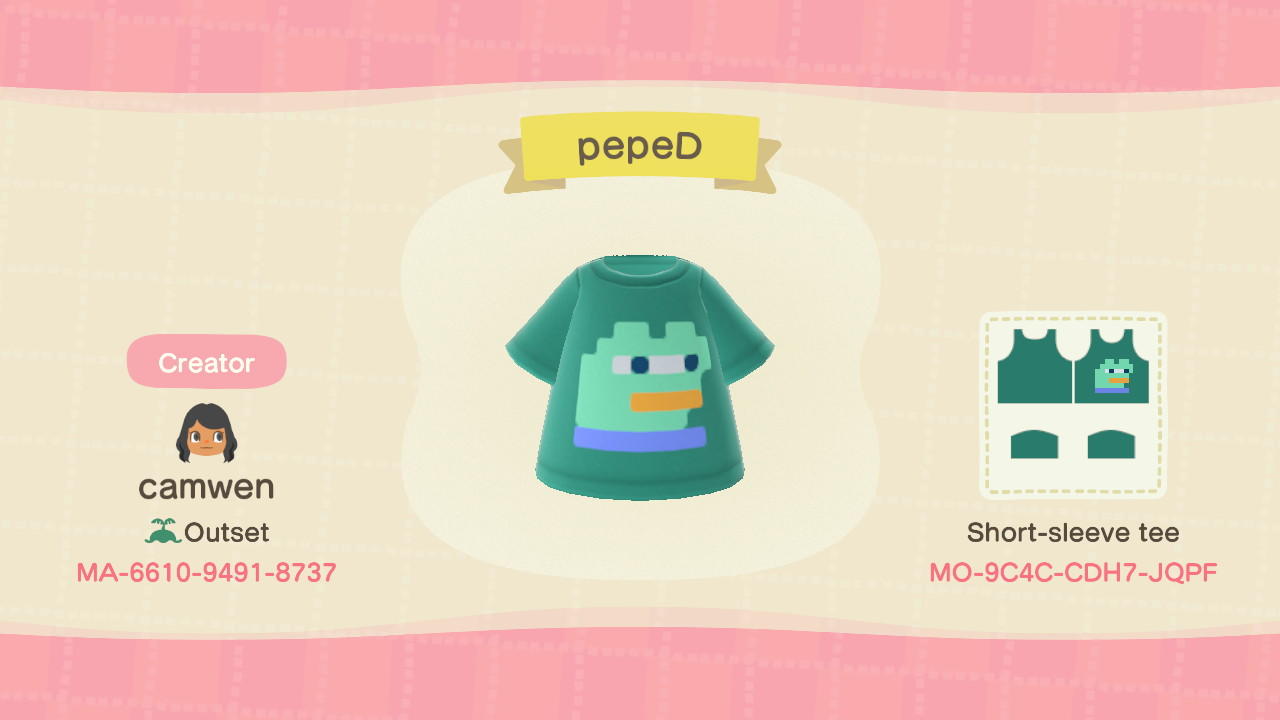 pepeD
Creator
camwen
Outset
MA-6610-9491-8737
Short-sleeve tee
MO-9C4C-CDH7-JQPF